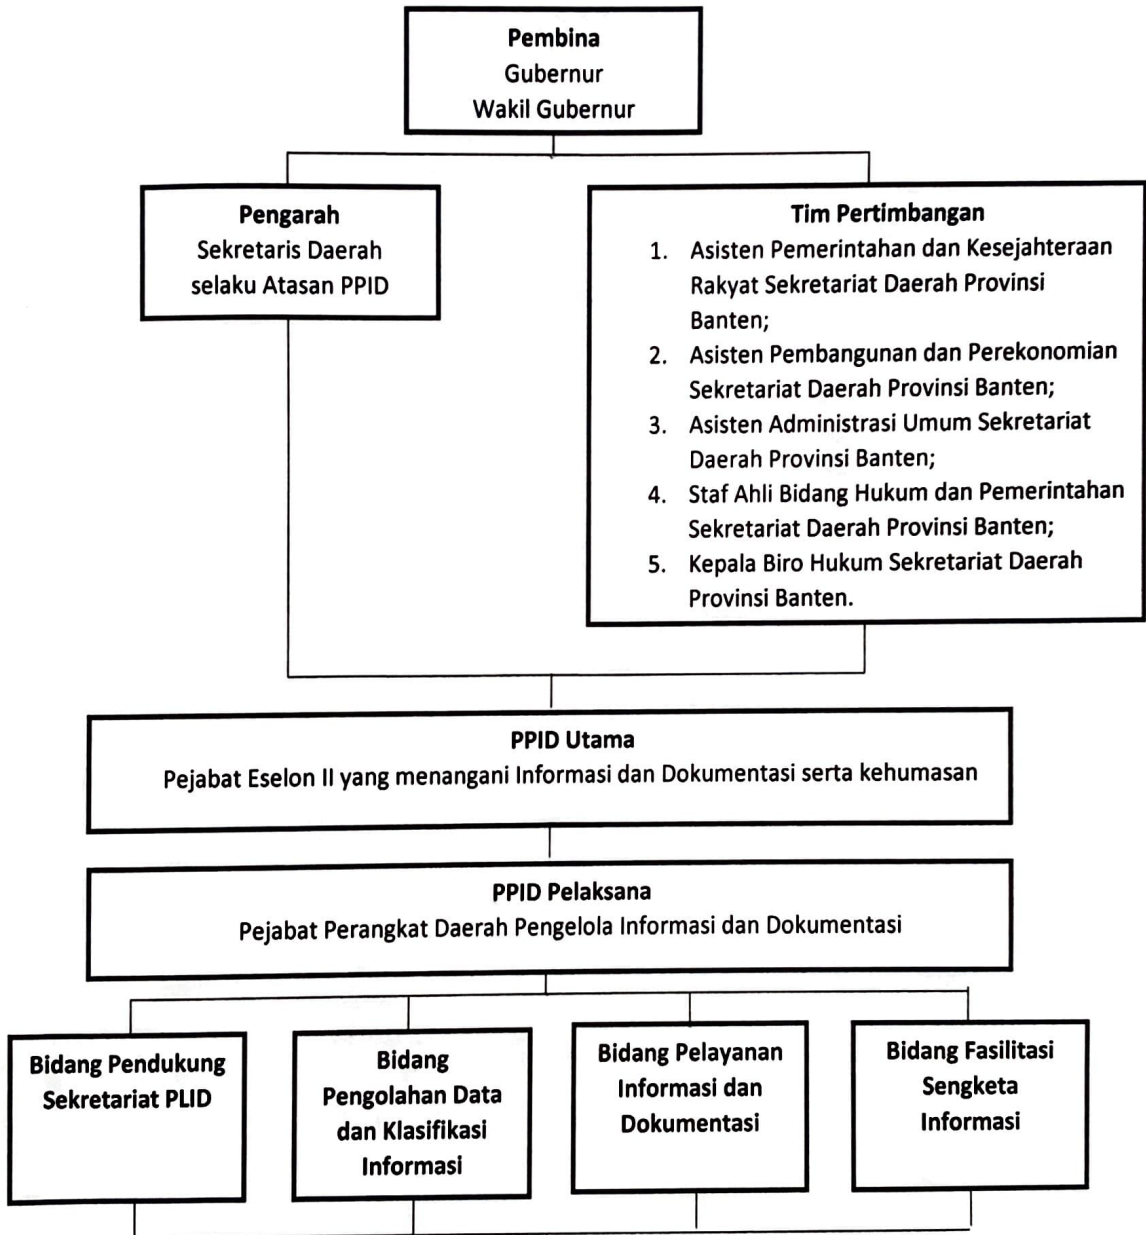 Pembina
Gubernur
Wakil Gubernur
Pengarah
Sekretaris Daerah
selaku Atasan PPID
Tim Pertimbangan
1. Asisten Pemerintahan dan Kesejahteraan
Rakyat Sekretariat Daerah Provinsi
Banten;
2. Asisten Pembangunan dan Perekonomian
Sekretariat Daerah Provinsi Banten;
3. Asisten Administrasi Umum Sekretariat
Daerah Provinsi Banten;
4. Staf Ahli Bidang Hukum dan Pemerintahan
Sekretariat Daerah Provinsi Banten;
5. Kepala Biro Hukum Sekretariat Daerah
Provinsi Banten.
PPID Utama
Pejabat Eselon II yang menangani Informasi dan Dokumentasi serta kehumasan
PPID Pelaksana
Pejabat Perangkat Daerah Pengelola Informasi dan Dokumentasi
Bidang Pendukung
Sekretariat PLID
Bidang
Pengolahan Data
dan Klasifikasi
Informasi
Bidang Pelayanan
Informasi dan
Dokumentasi
Bidang Fasilitasi
Sengketa
Informasi